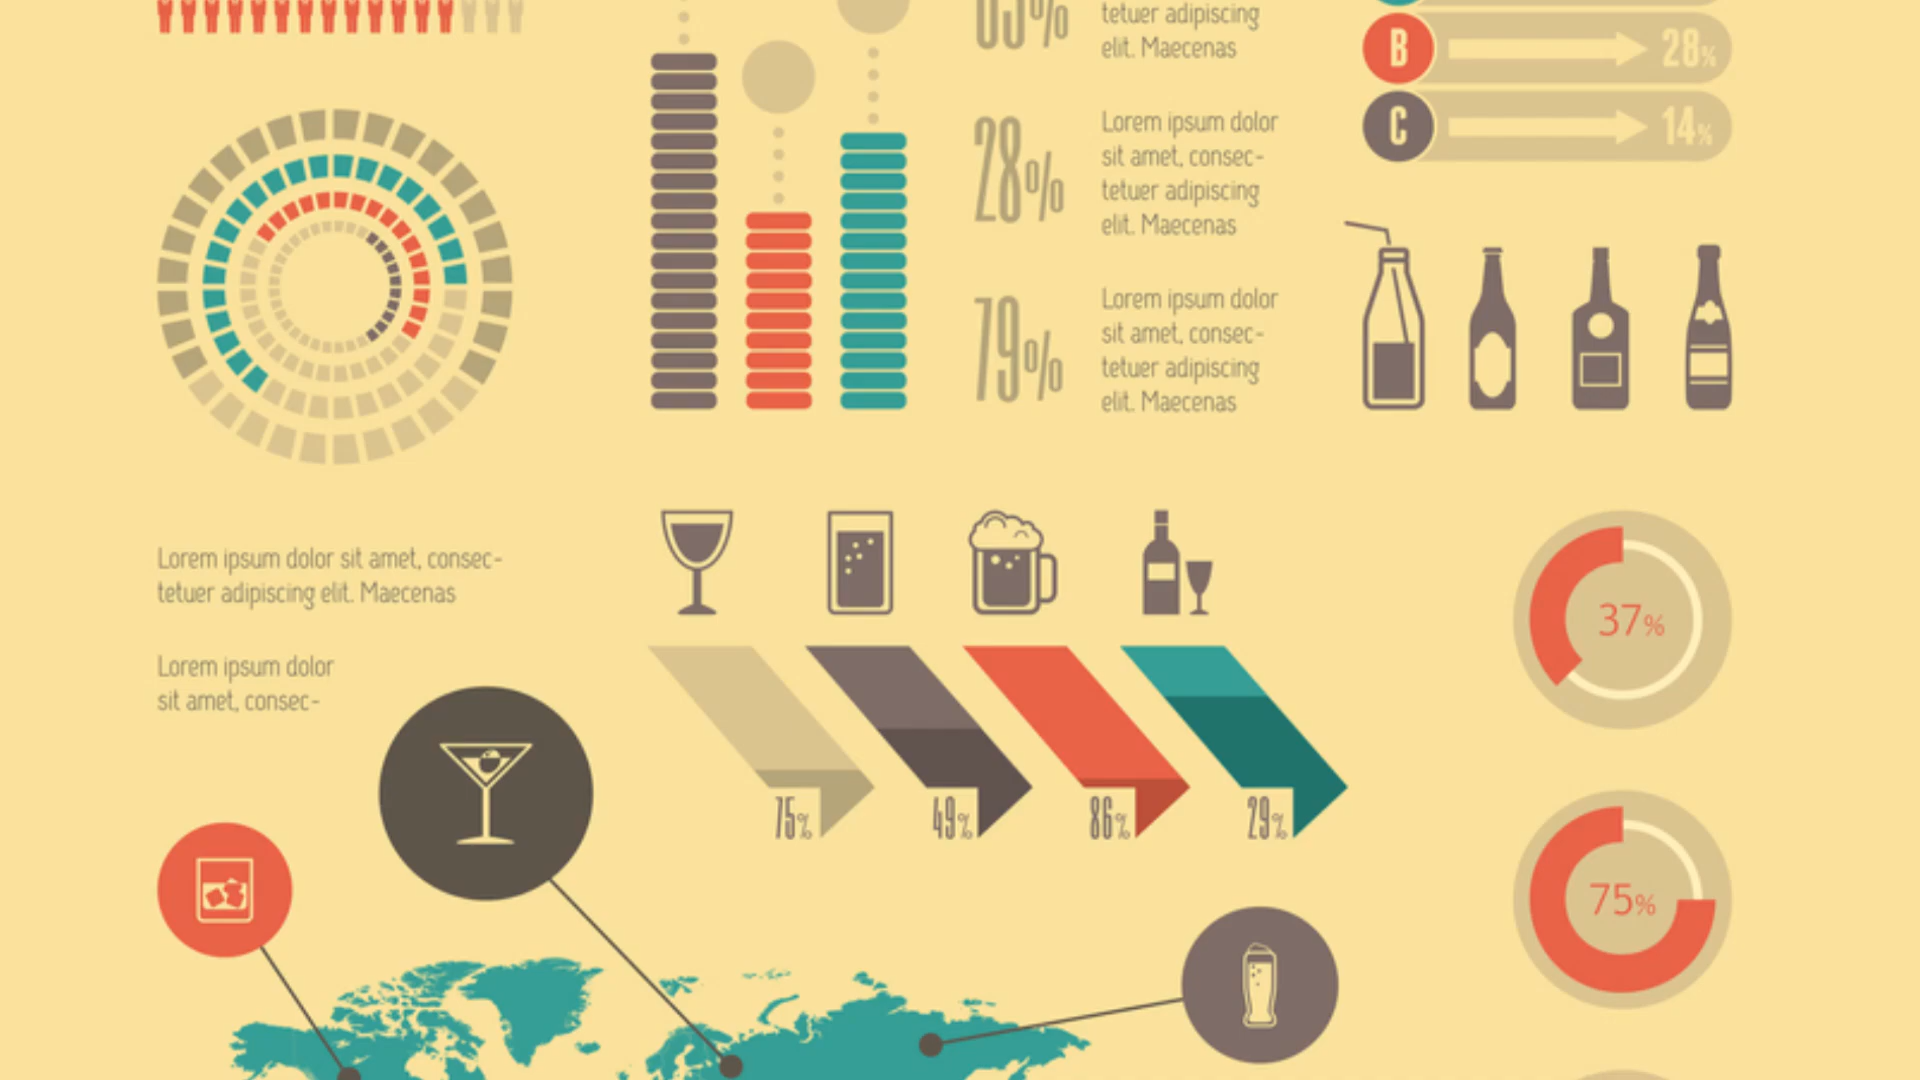 tetuer adipiscing
elit. Maecenas
B
28%
C
14%
28%
Lorem ipsum dolor
sit amet, consec-
tetuer adipiscing
elit. Maecenas
79%
Lorem ipsum dolor
sit amet, consec-
tetuer adipiscing
elit. Maecenas
Lorem ipsum dolor sit amet, consec-
tetuer adipiscing elit. Maecenas
Lorem ipsum dolor
sit amet, consec-
75%
49%
86%
29%
37%
75%